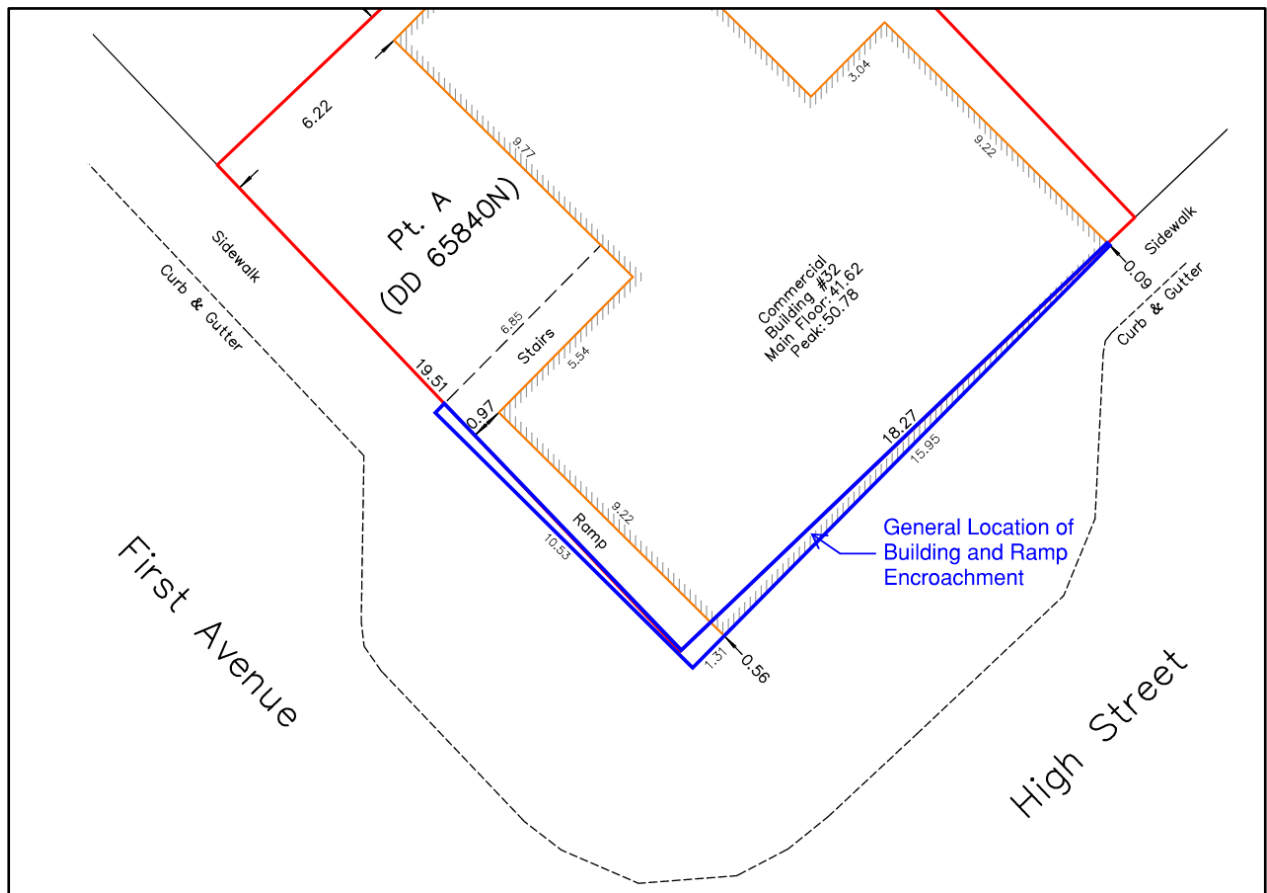 3.04
6.22
9.77
9.22
Pt. A
(DD 65840N)
Sidewalk
Curb & Gutter
Sidewalk
Curb & Gutter
0.09
Commercial
Building #32
Main Floor: 41.62
Peak: 50.78
6.85
Stairs
5.54
19.51
0.97
18.27
15.95
9.22
Ramp
10.53
General Location of
Building and Ramp
Encroachment
1.31
0.56
First Avenue
High Street